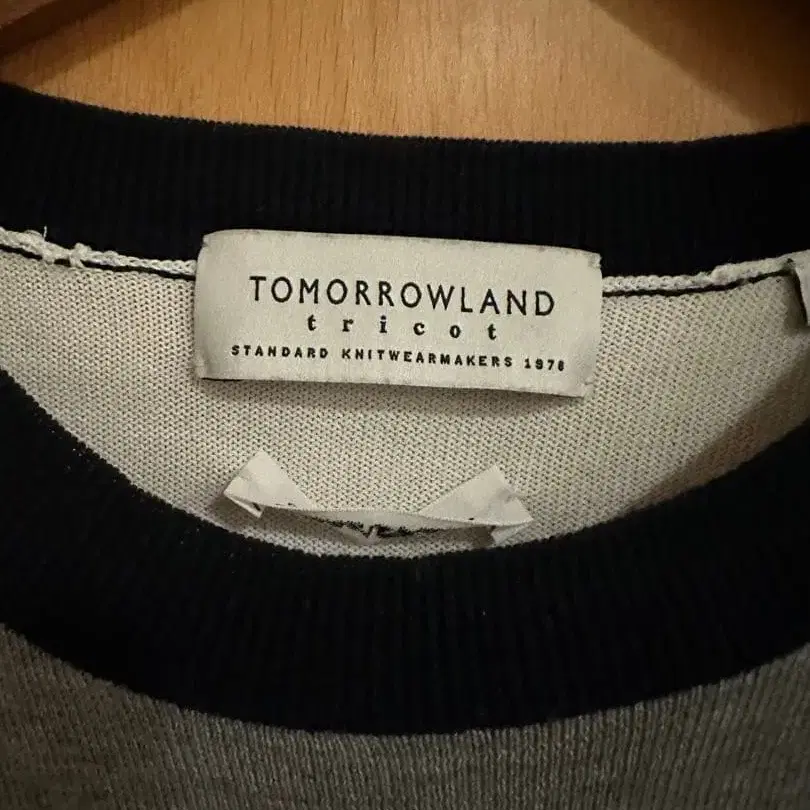 TOMORROWLAND
tricot
STANDARD KNITWEARMAKERS 1978